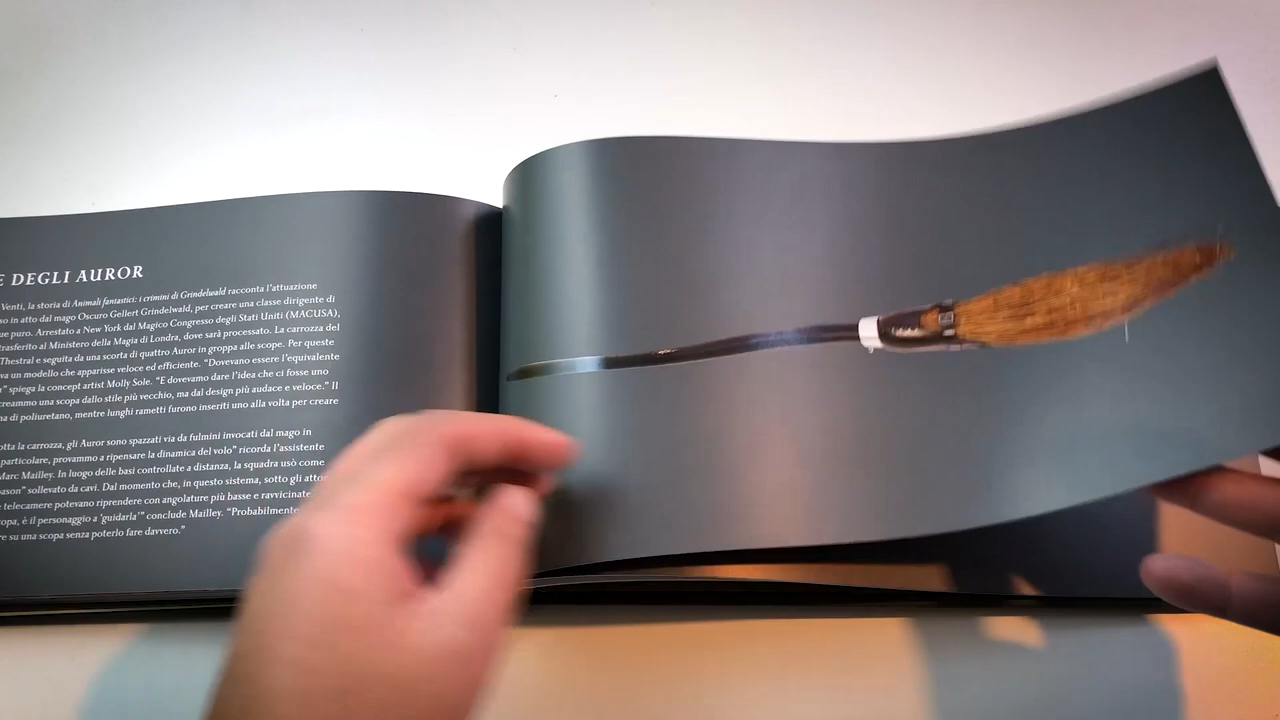 E DEGLI AUROR
Venti, la storia di Animali fantastici: i crimini di Grindelwald racconta l'attuazione
so in atto dal mago Oscuro Gellert Grindelwald, per creare una classe dirigente di
ue puro. Arrestato a New York dal Magico Congresso degli Stati Uniti (MACUSA),
trasferito al Ministero della Magia di Londra, dove sarà processato. La carrozza del
Thestral e seguita da una scorta di quattro Auror in groppa alle scope. Per queste
va un modello che apparisse veloce ed efficiente. "Dovevano essere l'equivalente
" spiega la concept artist Molly Sole. "E dovevamo dare l'idea che ci fosse uno
creammo una scopa dallo stile più vecchio, ma dal design più audace e veloce." Il
na di poliuretano, mentre lunghi rametti furono inseriti uno alla volta per creare
otta la carrozza, gli Auror sono spazzati via da fulmini invocati dal mago in
particolare, provammo a ripensare la dinamica del volo" ricorda l'assistente
Marc Mailley. In luogo delle basi controllate a distanza, la squadra usò come
ason" sollevato da cavi. Dal momento che, in questo sistema, sotto gli atto
e telecamere potevano riprendere con angolature più basse e ravvicinate
opa, è il personaggio a 'guidarla'" conclude Mailley. "Probabilmente
re su una scopa senza poterlo fare davvero."